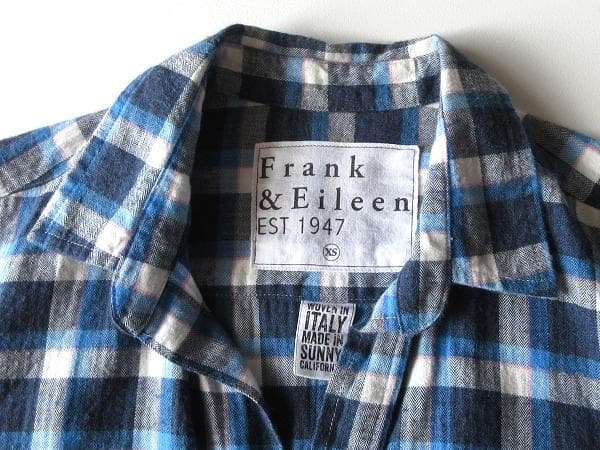 Frank
& Eileen
EST 1947
XS
WOVEN IN
ITALY
MADE IN
SUNNY
CALIFORNIA